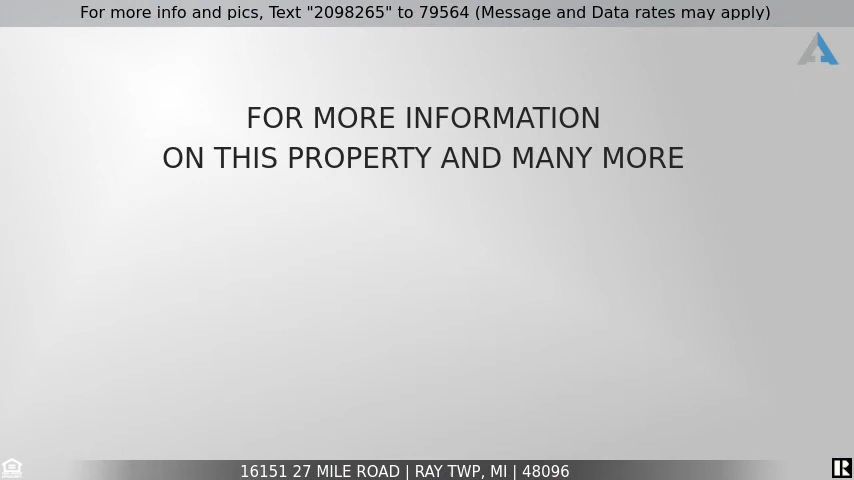 For more info and pics, Text "2098265" to 79564 (Message and Data rates may apply)
FOR MORE INFORMATION
ON THIS PROPERTY AND MANY MORE
16151 27 MILE ROAD | RAY TWP, MI | 48096